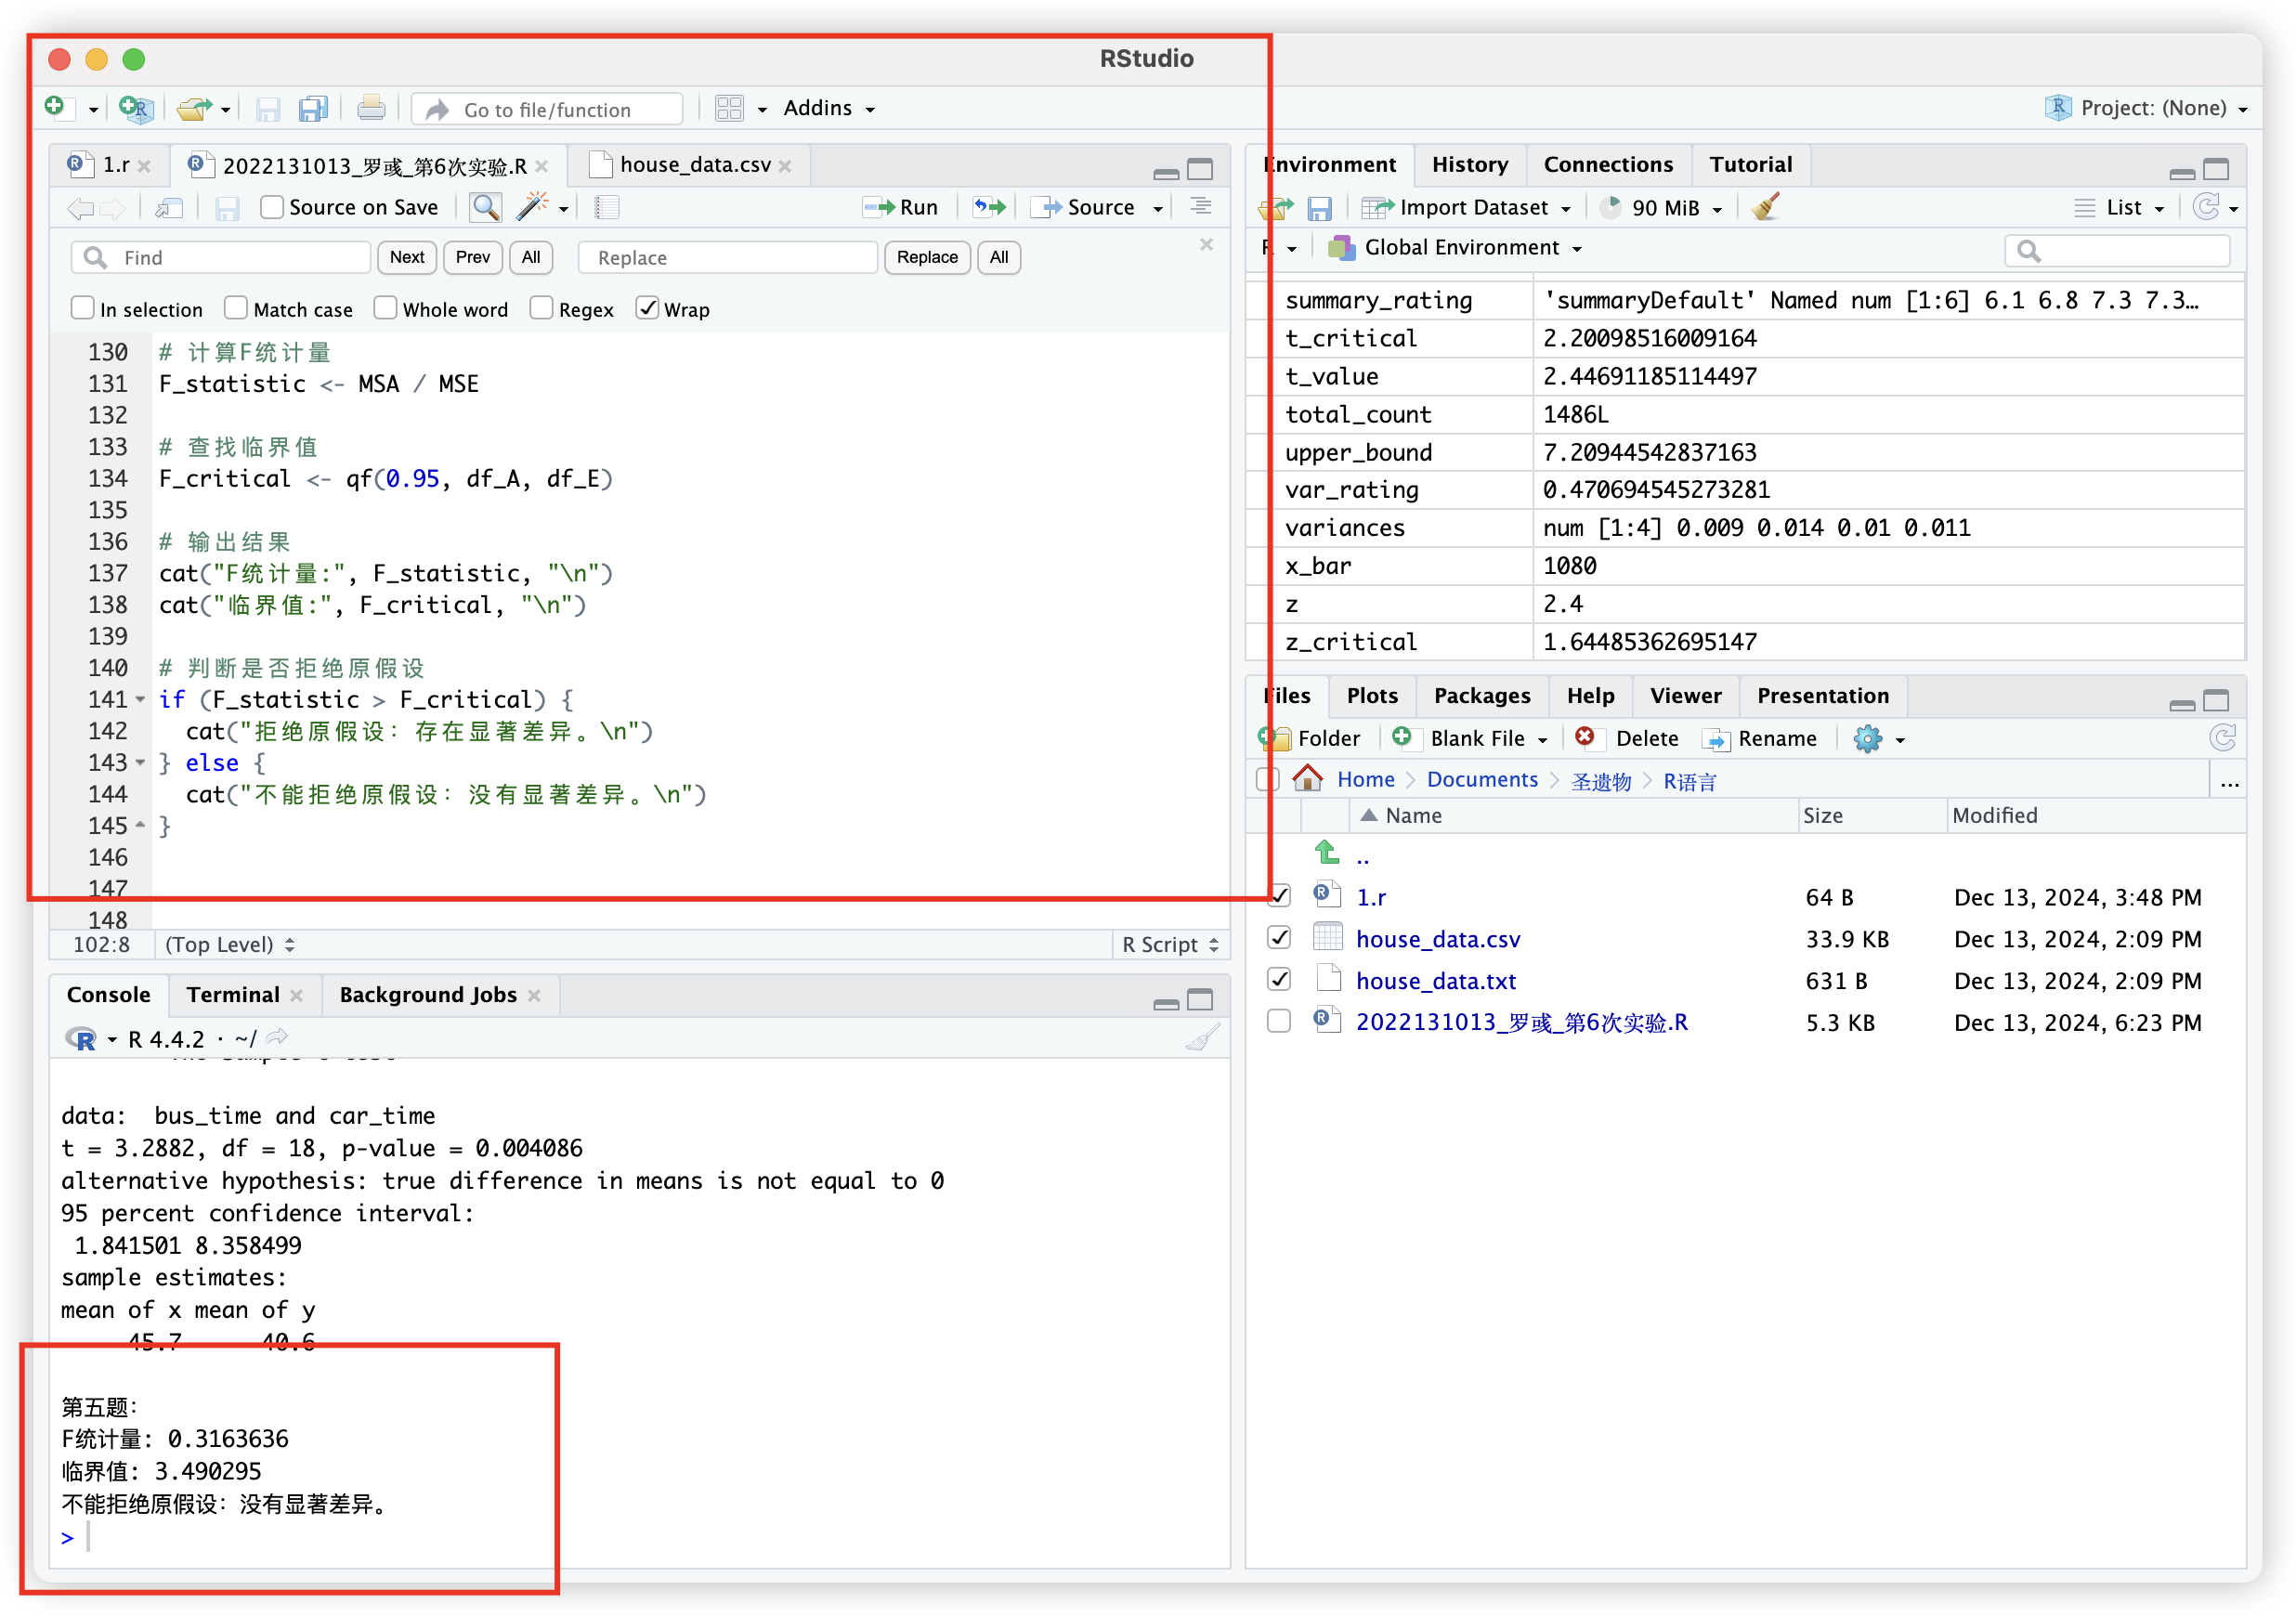 RStudio
Go to file/function
Addins
Project: (None)
1.r
2022131013_罗彧_第6次实验.R
house_data.csv
Source on Save
Run
Source
Find
Next
Prev
All
Replace
Replace
All
In selection
Match case
Whole word
Regex
Wrap
130 # 计算F统计量
131 F_statistic <- MSA / MSE
132
133 # 查找临界值
134 F_critical <- qf(0.95, df_A, df_E)
135
136 # 输出结果
137 cat("F统计量:", F_statistic, "\n")
138 cat("临界值:", F_critical, "\n")
139
140 # 判断是否拒绝原假设
141 if (F_statistic > F_critical) {
142 cat("拒绝原假设：存在显著差异。\n")
143 } else {
144 cat("不能拒绝原假设：没有显著差异。\n")
145 }
146
147
148
102:8
(Top Level)
R Script
Console
Terminal
Background Jobs
R 4.4.2 · ~/
data:  bus_time and car_time
t = 3.2882, df = 18, p-value = 0.004086
alternative hypothesis: true difference in means is not equal to 0
95 percent confidence interval:
1.841501 8.358499
sample estimates:
mean of x mean of y
45.7      40.6
第五题：
F统计量: 0.3163636
临界值: 3.490295
不能拒绝原假设：没有显著差异。
>
Environment
History
Connections
Tutorial
Import Dataset
90 MiB
List
R
Global Environment
summary_rating 'summaryDefault' Named num [1:6] 6.1 6.8 7.3 7.3…
t_critical 2.20098516009164
t_value 2.44691185114497
total_count 1486L
upper_bound 7.20944542837163
var_rating 0.470694545273281
variances num [1:4] 0.009 0.014 0.01 0.011
x_bar 1080
z 2.4
z_critical 1.64485362695147
Files
Plots
Packages
Help
Viewer
Presentation
Folder
Blank File
Delete
Rename
Home
Documents
圣遗物
R语言
...
Name
Size
Modified
..
1.r 64 B Dec 13, 2024, 3:48 PM
house_data.csv 33.9 KB Dec 13, 2024, 2:09 PM
house_data.txt 631 B Dec 13, 2024, 2:09 PM
2022131013_罗彧_第6次实验.R 5.3 KB Dec 13, 2024, 6:23 PM